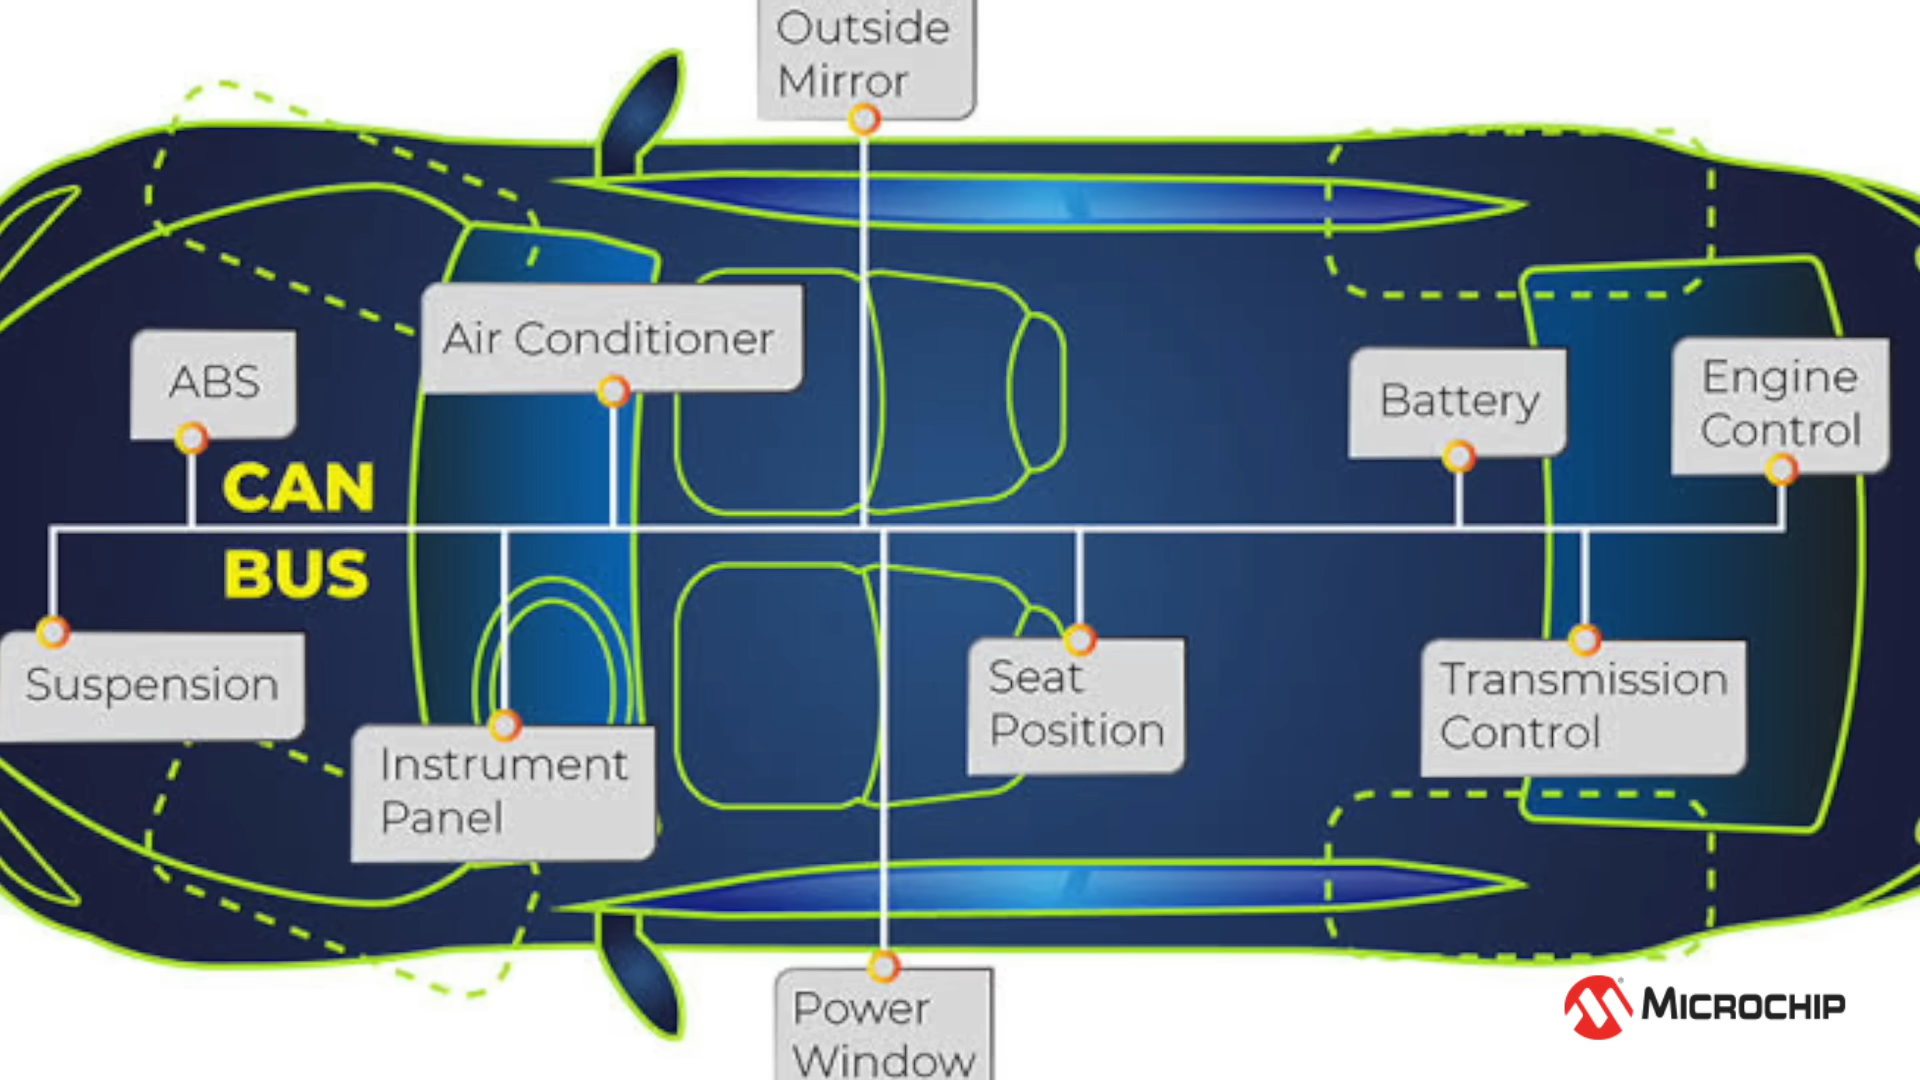 Outside
Mirror
Air Conditioner
ABS
Battery
Engine
Control
CAN
BUS
Suspension
Instrument
Panel
Seat
Position
Transmission
Control
Power
Window
MICROCHIP